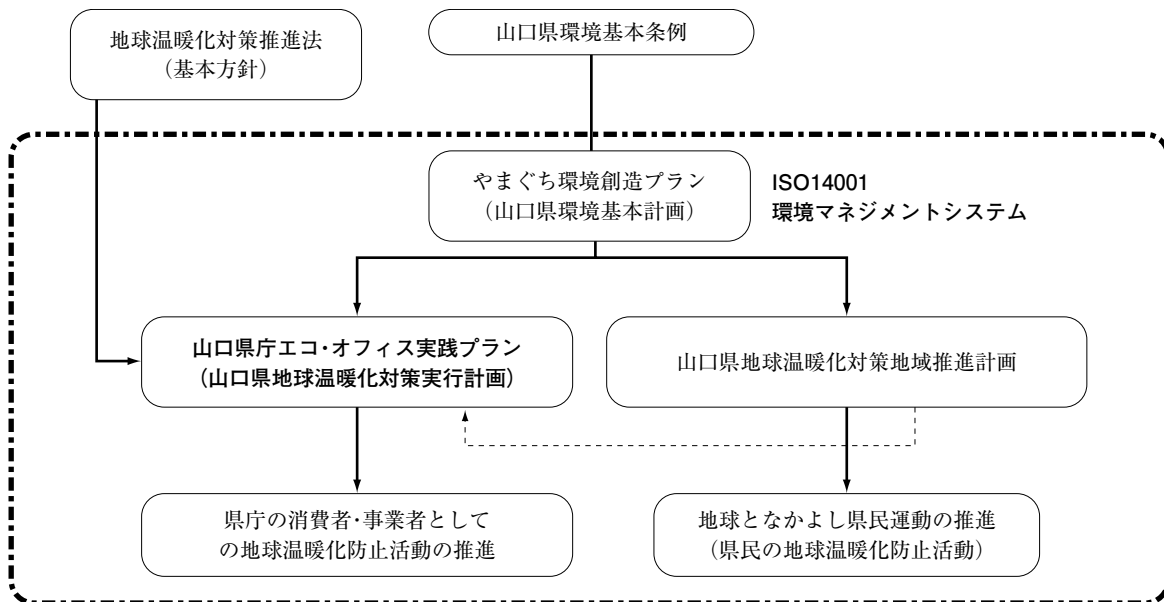 地球温暖化対策推進法
（基本方針）
山口県環境基本条例
やまぐち環境創造プラン
（山口県環境基本計画）
ISO14001
環境マネジメントシステム
山口県庁エコ・オフィス実践プラン
（山口県地球温暖化対策実行計画）
山口県地球温暖化対策地域推進計画
県庁の消費者・事業者として
の地球温暖化防止活動の推進
地球となかよし県民運動の推進
（県民の地球温暖化防止活動）